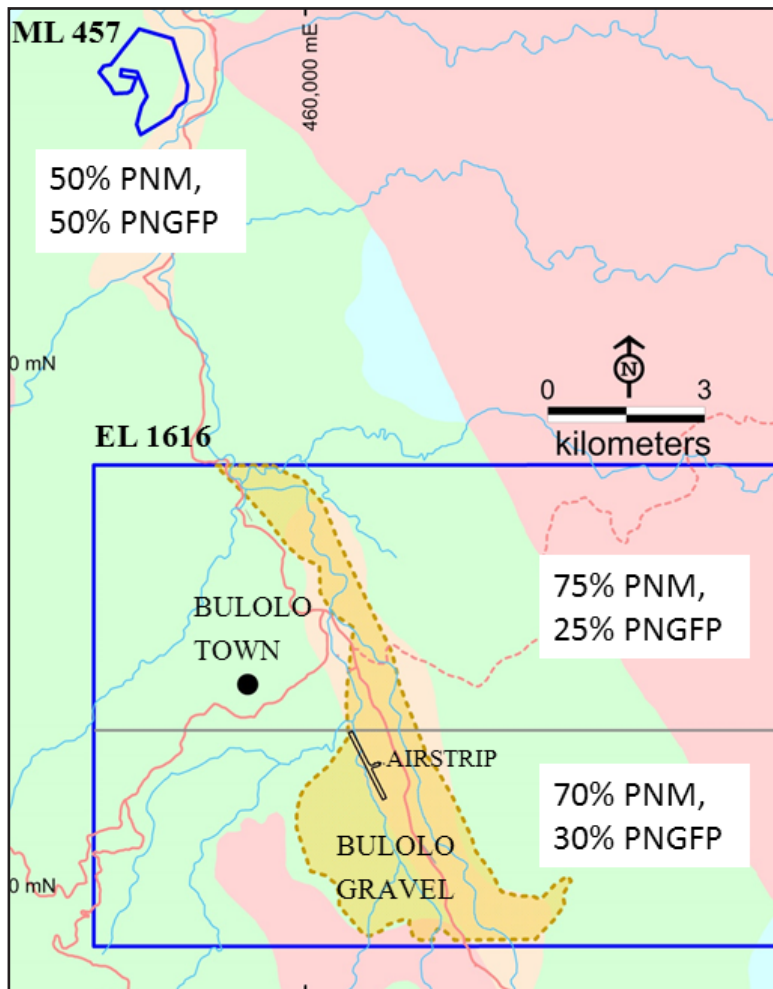 ML 457
460,000 mE
50% PNM,
50% PNGFP
0 mN
N
0 3
kilometers
EL 1616
75% PNM,
25% PNGFP
BULOLO
TOWN
AIRSTRIP
70% PNM,
30% PNGFP
BULOLO
GRAVEL
0 mN